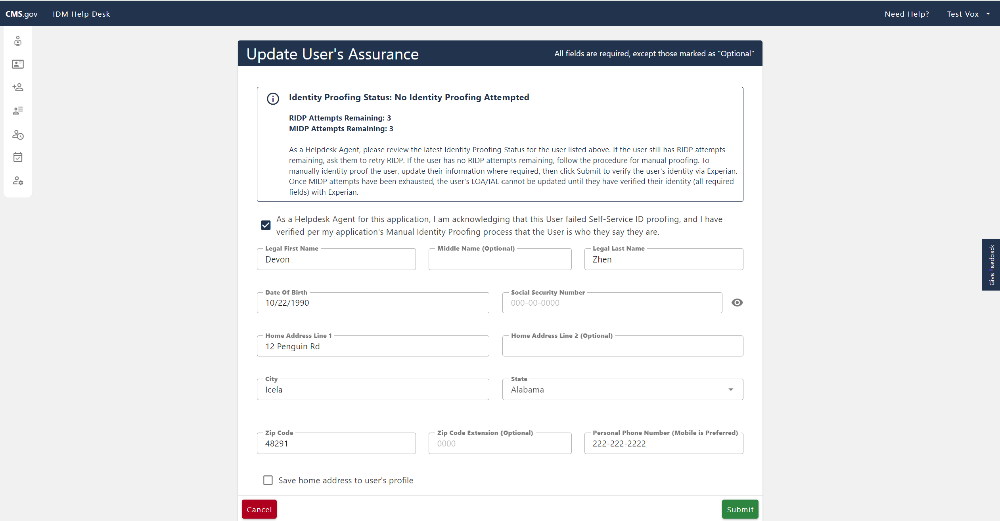 CMS.gov IDM Help Desk Need Help? Test Vox
Update User's Assurance All fields are required, except those marked as "Optional"
Identity Proofing Status: No Identity Proofing Attempted
RIDP Attempts Remaining: 3
MIDP Attempts Remaining: 3
As a Helpdesk Agent, please review the latest Identity Proofing Status for the user listed above. If the user still has RIDP attempts
remaining, ask them to retry RIDP. If the user has no RIDP attempts remaining, follow the procedure for manual proofing. To
manually identity proof the user, update their information where required, then click Submit to verify the user's identity via Experian.
Once MIDP attempts have been exhausted, the user's LOA/IAL cannot be updated until they have verified their identity (all required
fields) with Experian.
As a Helpdesk Agent for this application, I am acknowledging that this User failed Self-Service ID proofing, and I have
verified per my application's Manual Identity Proofing process that the User is who they say they are.
Legal First Name Middle Name (Optional) Legal Last Name
Devon Zhen
Give Feedback
Date Of Birth Social Security Number
10/22/1990 000-00-0000
Home Address Line 1 Home Address Line 2 (Optional)
12 Penguin Rd
City State
Icela Alabama
Zip Code Zip Code Extension (Optional) Personal Phone Number (Mobile is Preferred)
48291 0000 222-222-2222
Save home address to user's profile
Cancel Submit